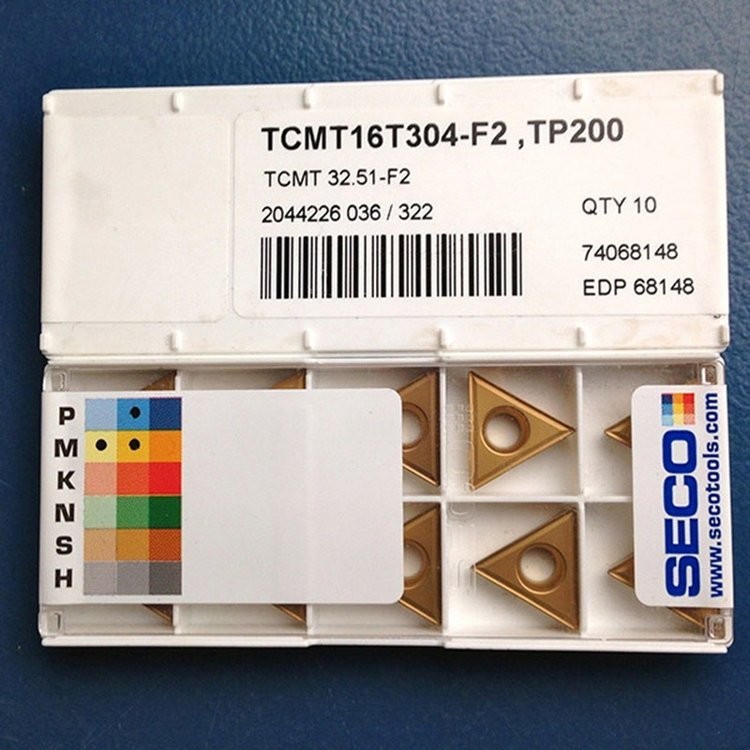 TCMT16T304-F2 ,TP200
TCMT 32.51-F2
2044226 036 / 322
QTY 10
74068148
EDP 68148
P
M
K
N
S
H
SECO
www.secotools.com